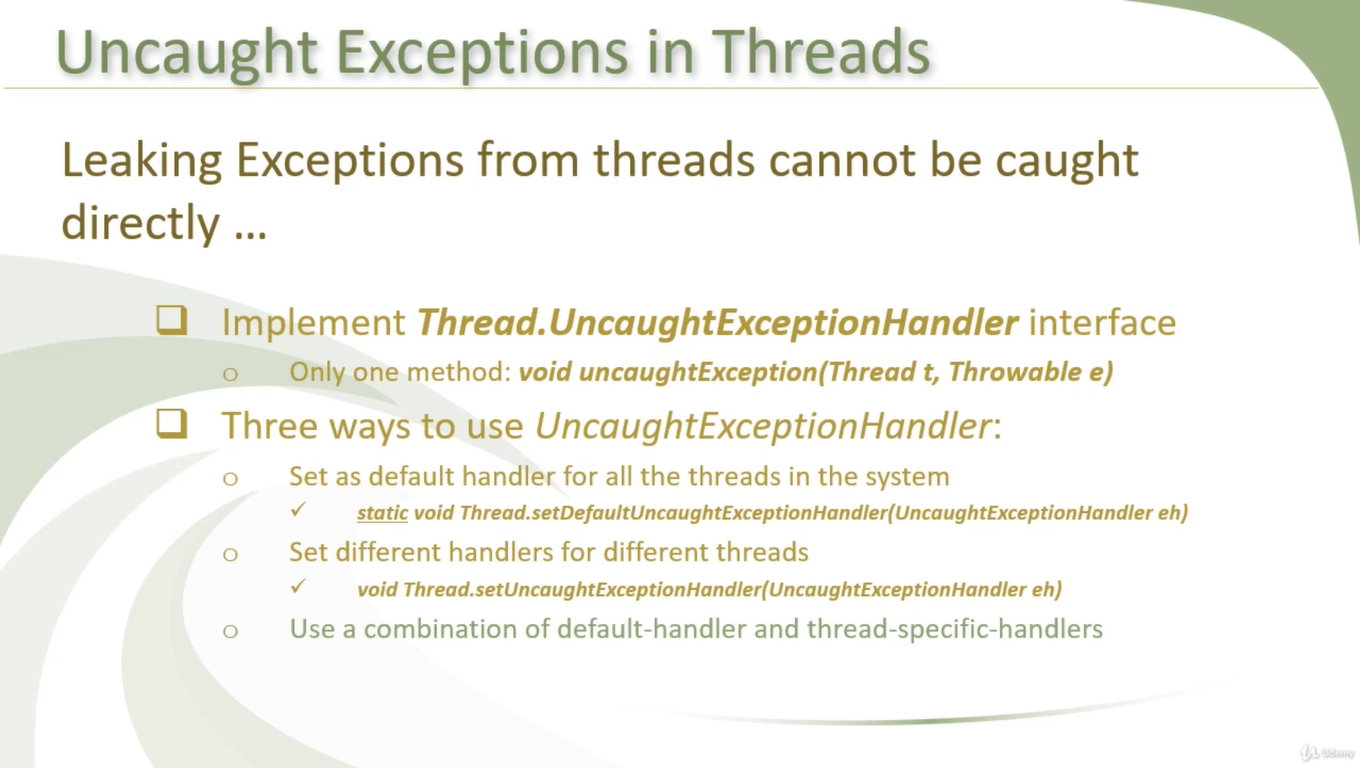 Uncaught Exceptions in Threads
Leaking Exceptions from threads cannot be caught
directly ...
❑ Implement Thread.UncaughtExceptionHandler interface
o Only one method: void uncaughtException(Thread t, Throwable e)
❑ Three ways to use UncaughtExceptionHandler:
o Set as default handler for all the threads in the system
✓ static void Thread.setDefaultUncaughtExceptionHandler(UncaughtExceptionHandler eh)
o Set different handlers for different threads
✓ void Thread.setUncaughtExceptionHandler(UncaughtExceptionHandler eh)
o Use a combination of default-handler and thread-specific-handlers
Udemy